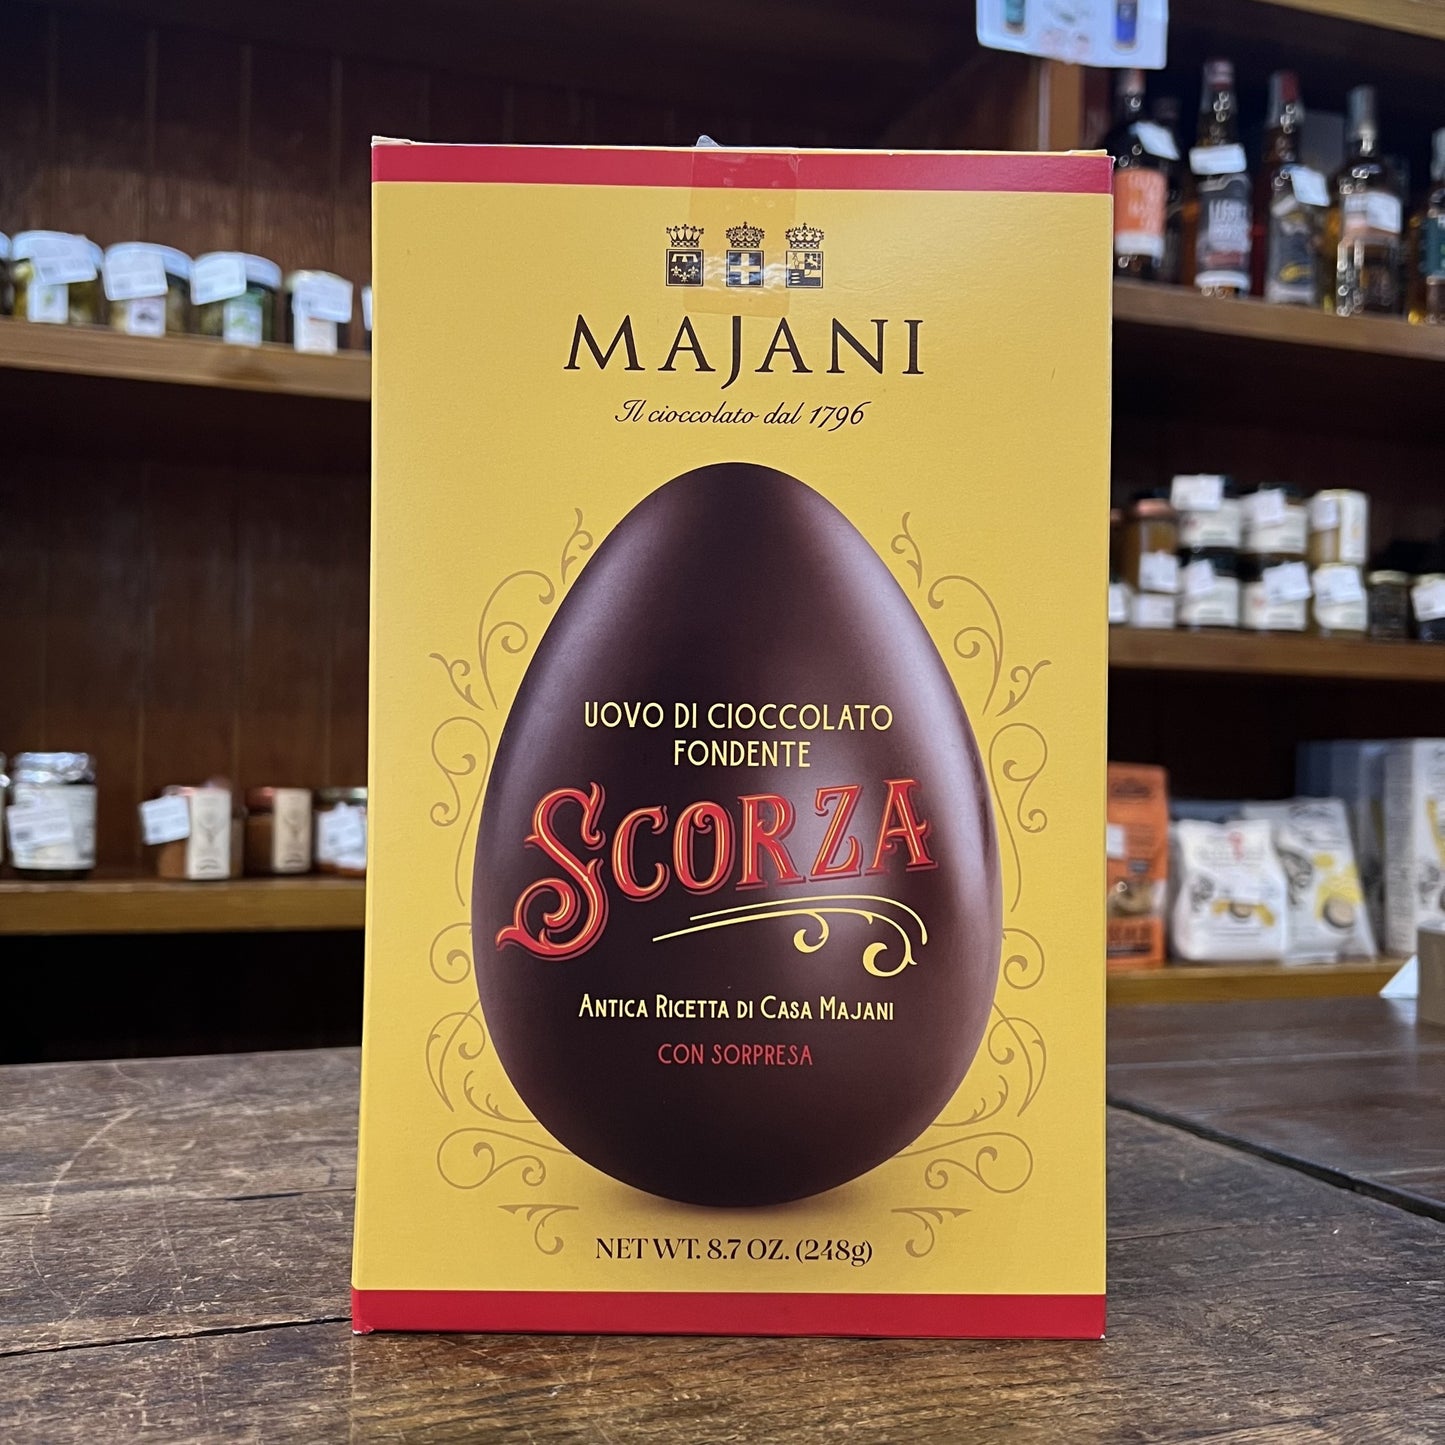 MAJANI
Il cioccolato dal 1796
UOVO DI CIOCCOLATO
FONDENTE
SCORZA
ANTICA RICETTA DI CASA MAJANI
CON SORPRESA
NET WT. 8.7 OZ. (248g)